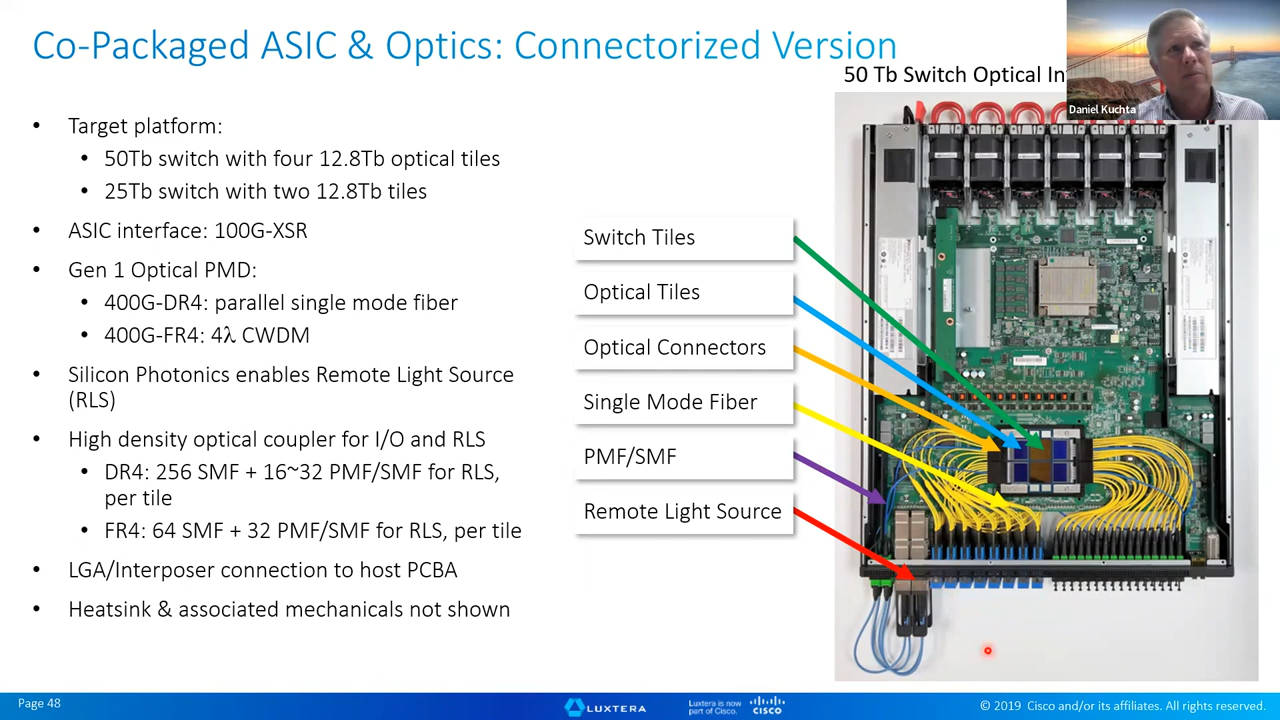 Co-Packaged ASIC & Optics: Connectorized Version
50 Tb Switch Optical
Daniel Kuchta
• Target platform:
• 50Tb switch with four 12.8Tb optical tiles
• 25Tb switch with two 12.8Tb tiles
• ASIC interface: 100G-XSR
• Gen 1 Optical PMD:
• 400G-DR4: parallel single mode fiber
• 400G-FR4: 4λ CWDM
• Silicon Photonics enables Remote Light Source
(RLS)
• High density optical coupler for I/O and RLS
• DR4: 256 SMF + 16~32 PMF/SMF for RLS,
per tile
• FR4: 64 SMF + 32 PMF/SMF for RLS, per tile
• LGA/Interposer connection to host PCBA
• Heatsink & associated mechanicals not shown
Switch Tiles
Optical Tiles
Optical Connectors
Single Mode Fiber
PMF/SMF
Remote Light Source
Page 48
LUXTERA
Luxtera is now
part of Cisco.
CISCO
© 2019 Cisco and/or its affiliates. All rights reserved.